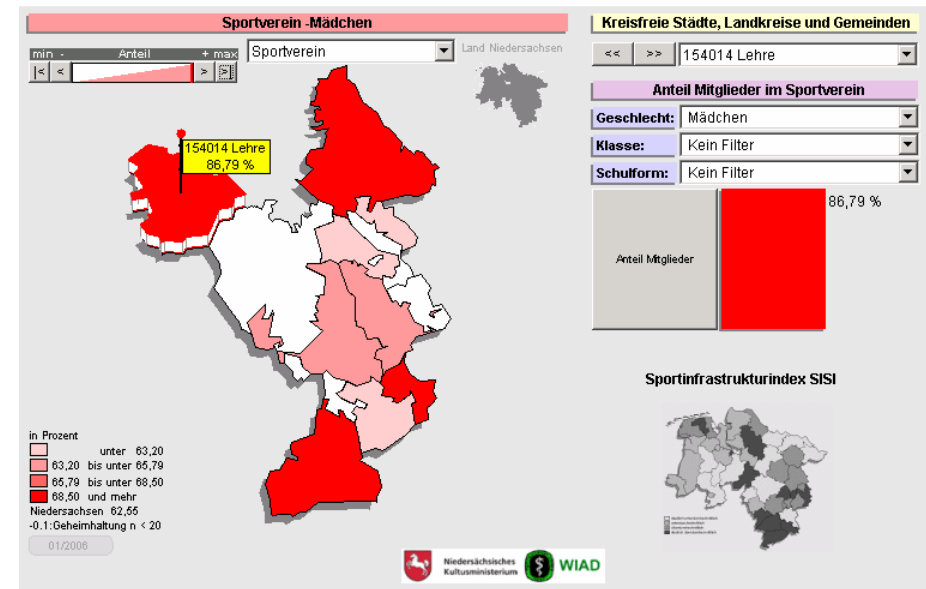 Sportverein -Mädchen
min - Anteil + max
|< < > >|
Sportverein
Land Niedersachsen
154014 Lehre
86,79 %
in Prozent
unter 63,20
63,20 bis unter 65,79
65,79 bis unter 68,50
68,50 und mehr
Niedersachsen 62,55
-0.1:Geheimhaltung n < 20
01/2006
Kreisfreie Städte, Landkreise und Gemeinden
<< >> 154014 Lehre
Anteil Mitglieder im Sportverein
Geschlecht: Mädchen
Klasse: Kein Filter
Schulform: Kein Filter
Anteil Mitglieder
86,79 %
Sportinfrastrukturindex SISI
Niedersächsisches
Kultusministerium
WIAD